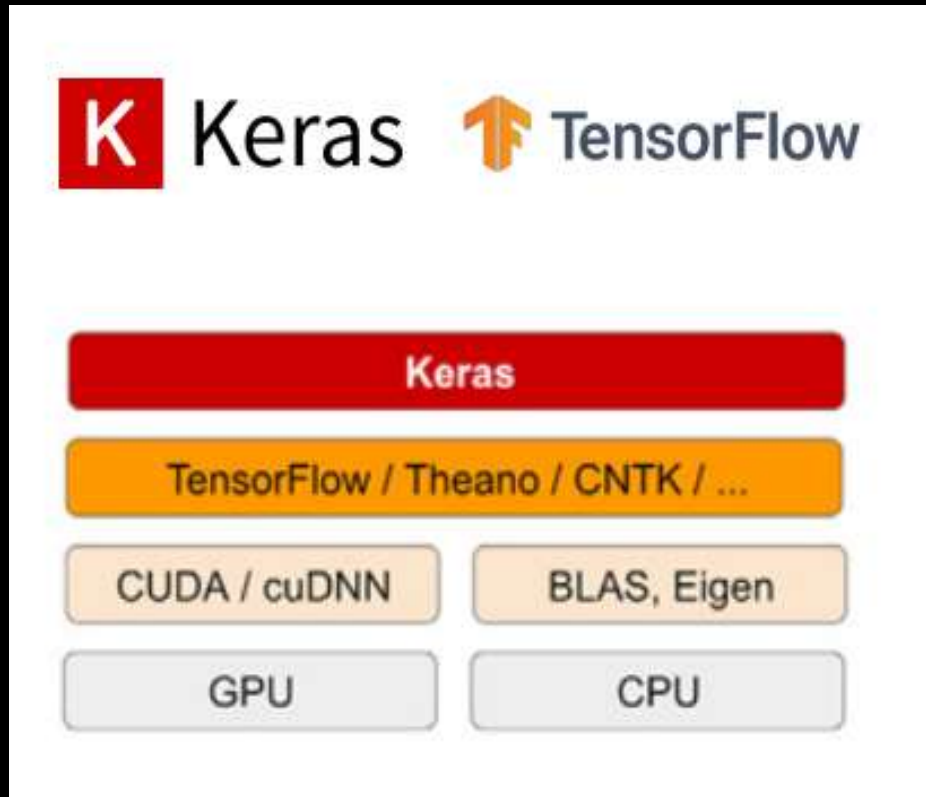 K Keras TensorFlow
Keras
TensorFlow / Theano / CNTK / ...
CUDA / cuDNN BLAS, Eigen
GPU CPU